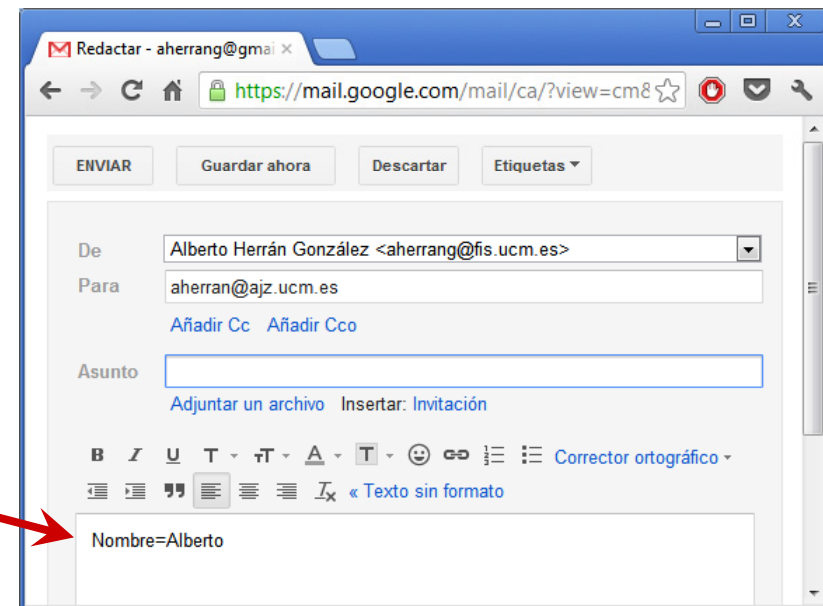 Redactar - aherrang@gmai
https://mail.google.com/mail/ca/?view=cm&
ENVIAR Guardar ahora Descartar Etiquetas
De Alberto Herrán González <aherrang@fis.ucm.es>
Para aherran@ajz.ucm.es
Añadir Cc Añadir Cco
Asunto
Adjuntar un archivo Insertar: Invitación
B I U T T A T Corrector ortográfico
Tx « Texto sin formato
Nombre=Alberto